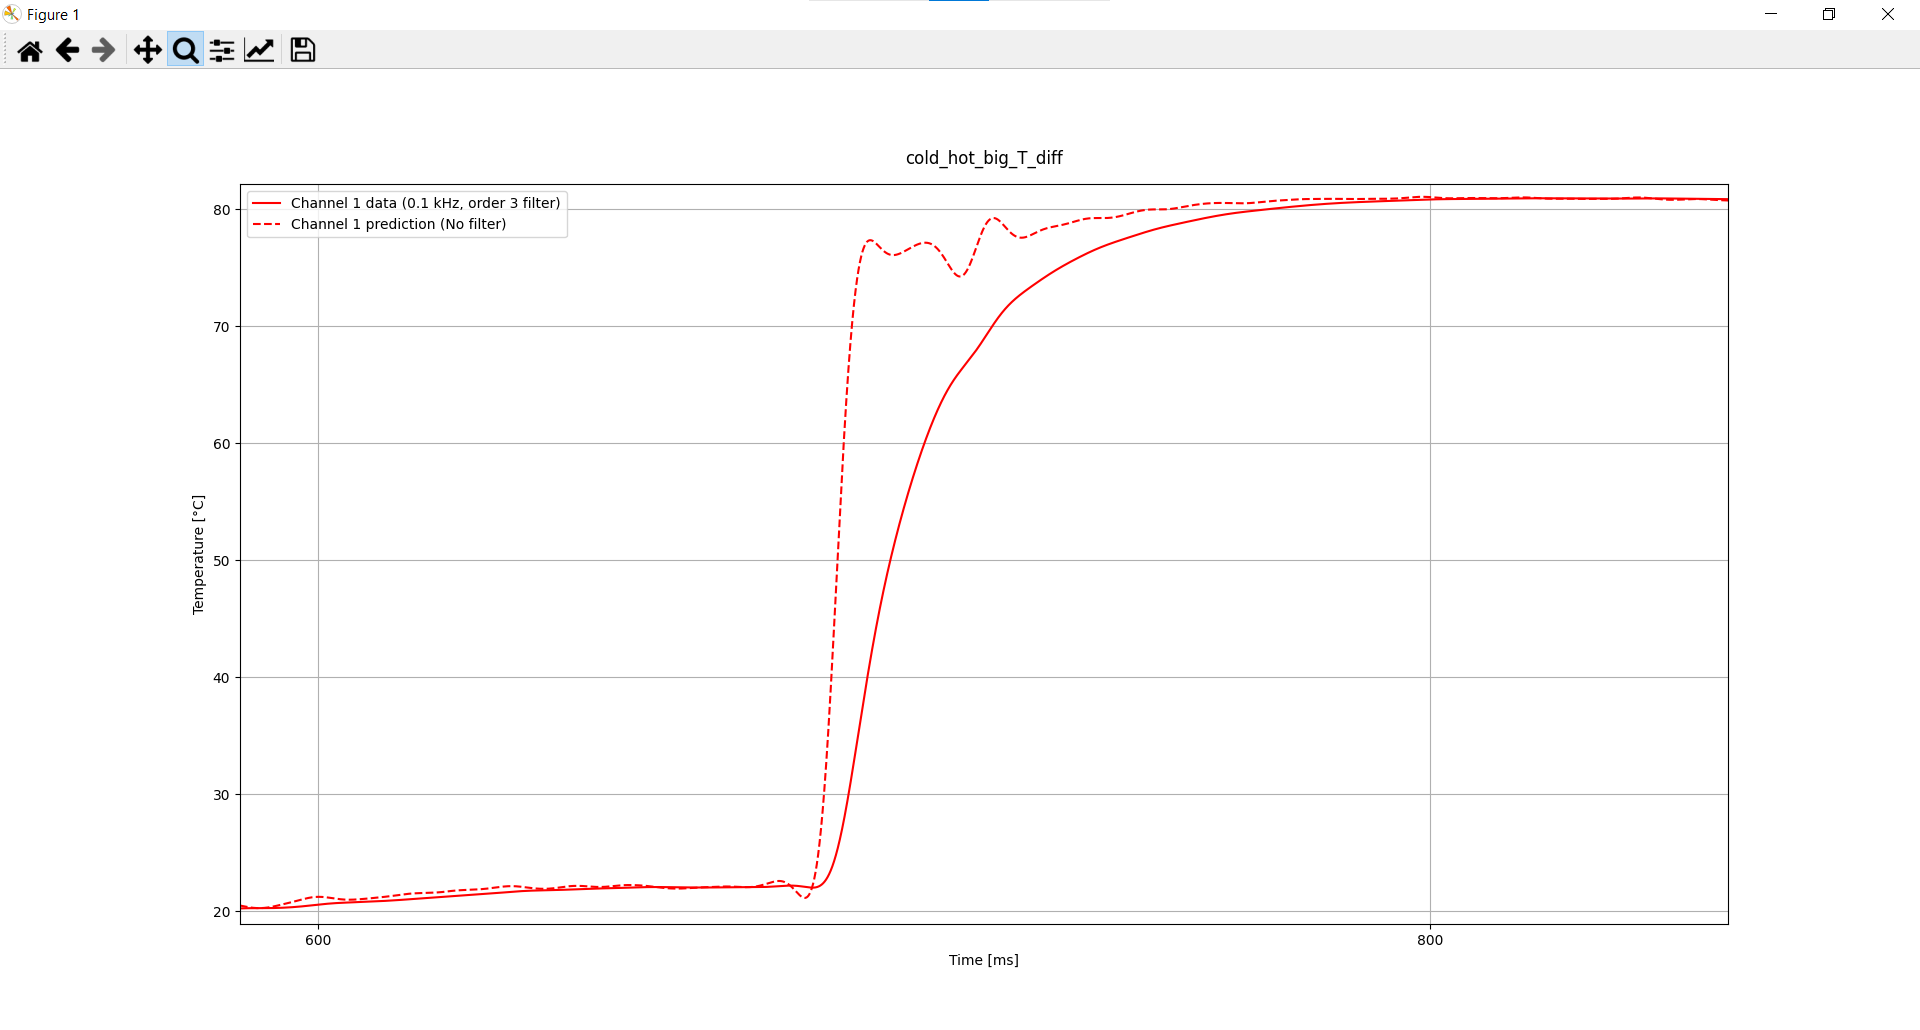 Figure 1
cold_hot_big_T_diff
Channel 1 data (0.1 kHz, order 3 filter)
Channel 1 prediction (No filter)
80
70
60
50
40
30
20
Temperature [°C]
600
800
Time [ms]